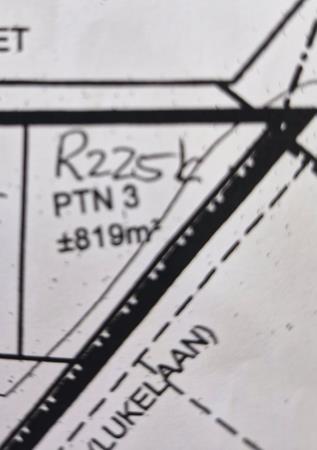 ET
R225k
PTN 3
±819m²
(LUKELAAN)